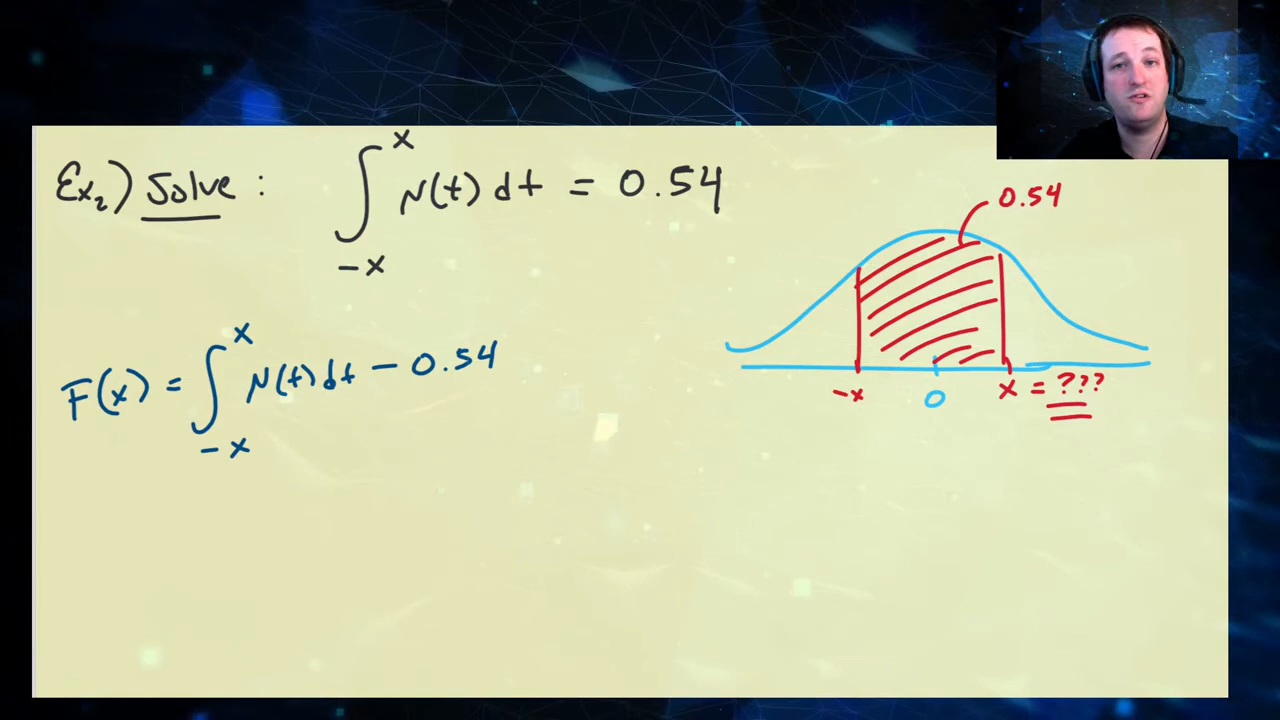 Ex₂) Solve : ∫_{-x}^{x} N(t) dt = 0.54
F(x) = ∫_{-x}^{x} N(t) dt - 0.54
0.54
-x 0 x = ???